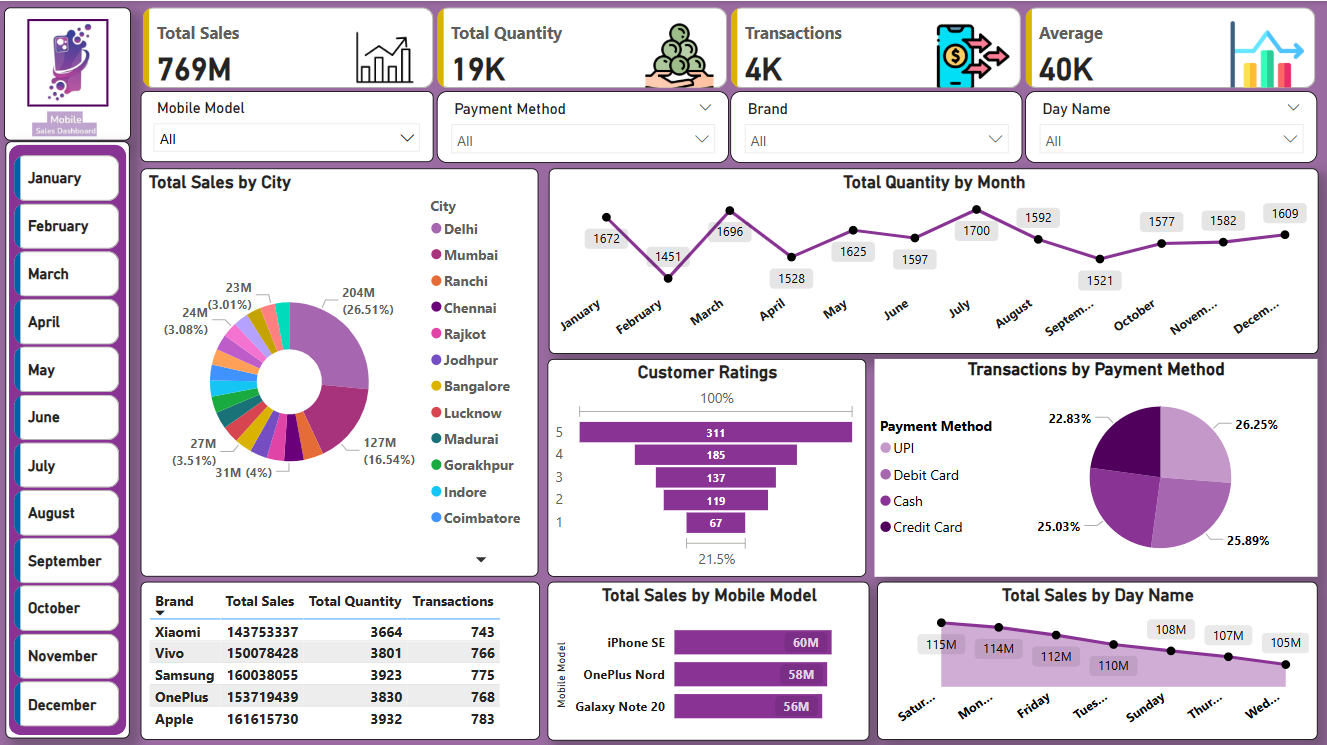 Mobile
Sales Dashboard
Total Sales
769M
Total Quantity
19K
Transactions
4K
Average
40K
Mobile Model
All
Payment Method
All
Brand
All
Day Name
All
January
February
March
April
May
June
July
August
September
October
November
December
Total Sales by City
City
Delhi
Mumbai
Ranchi
Chennai
Rajkot
Jodhpur
Bangalore
Lucknow
Madurai
Gorakhpur
Indore
Coimbatore
204M
(26.51%)
127M
(16.54%)
31M (4%)
27M
(3.51%)
24M
(3.08%)
23M
(3.01%)
Total Quantity by Month
1672
1451
1696
1528
1625
1597
1700
1592
1521
1577
1582
1609
January
February
March
April
May
June
July
August
Septem...
October
Novem...
Decem...
Customer Ratings
100%
5 311
4 185
3 137
2 119
1 67
21.5%
Transactions by Payment Method
Payment Method
UPI
Debit Card
Cash
Credit Card
22.83%
26.25%
25.03%
25.89%
Brand Total Sales Total Quantity Transactions
Xiaomi 143753337 3664 743
Vivo 150078428 3801 766
Samsung 160038055 3923 775
OnePlus 153719439 3830 768
Apple 161615730 3932 783
Total Sales by Mobile Model
Mobile Model
iPhone SE 60M
OnePlus Nord 58M
Galaxy Note 20 56M
Total Sales by Day Name
115M
114M
112M
110M
108M
107M
105M
Satur...
Mon...
Friday
Tues...
Sunday
Thur...
Wed...